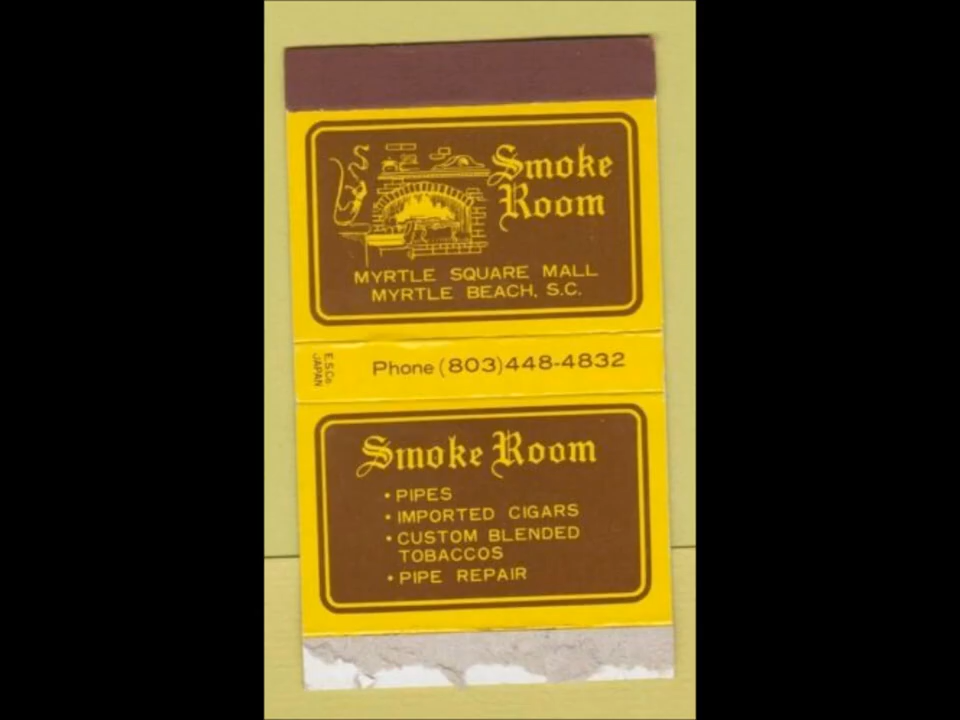 Smoke
Room
MYRTLE SQUARE MALL
MYRTLE BEACH, S.C.
E.S.Co.
JAPAN
Phone (803)448-4832
Smoke Room
• PIPES
• IMPORTED CIGARS
• CUSTOM BLENDED
TOBACCOS
• PIPE REPAIR